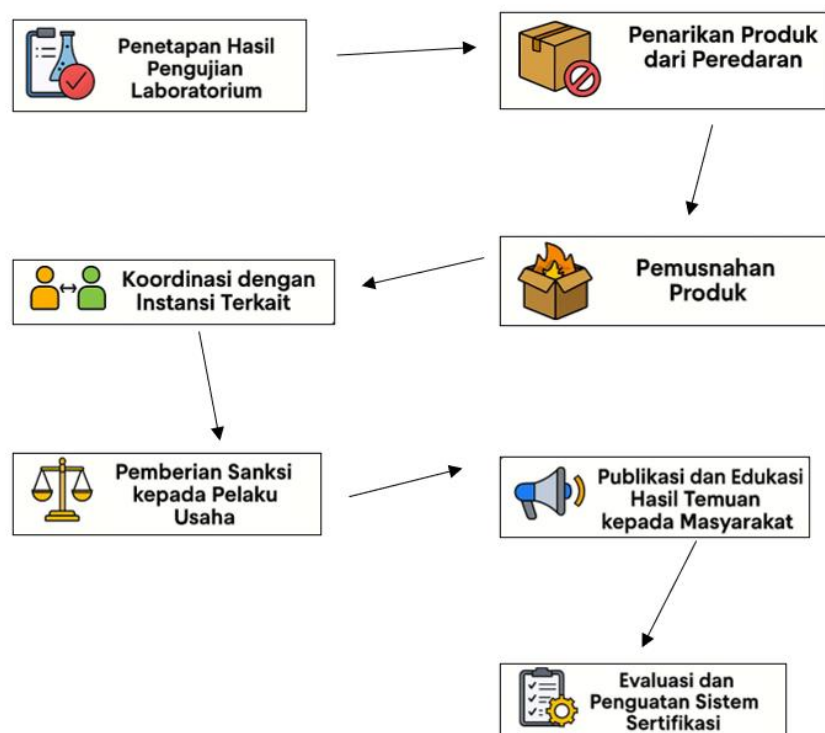 Penetapan Hasil
Pengujian
Laboratorium
Penarikan Produk
dari Peredaran
Pemusnahan
Produk
Koordinasi dengan
Instansi Terkait
Pemberian Sanksi
kepada Pelaku
Usaha
Publikasi dan Edukasi
Hasil Temuan
kepada Masyarakat
Evaluasi dan
Penguatan Sistem
Sertifikasi